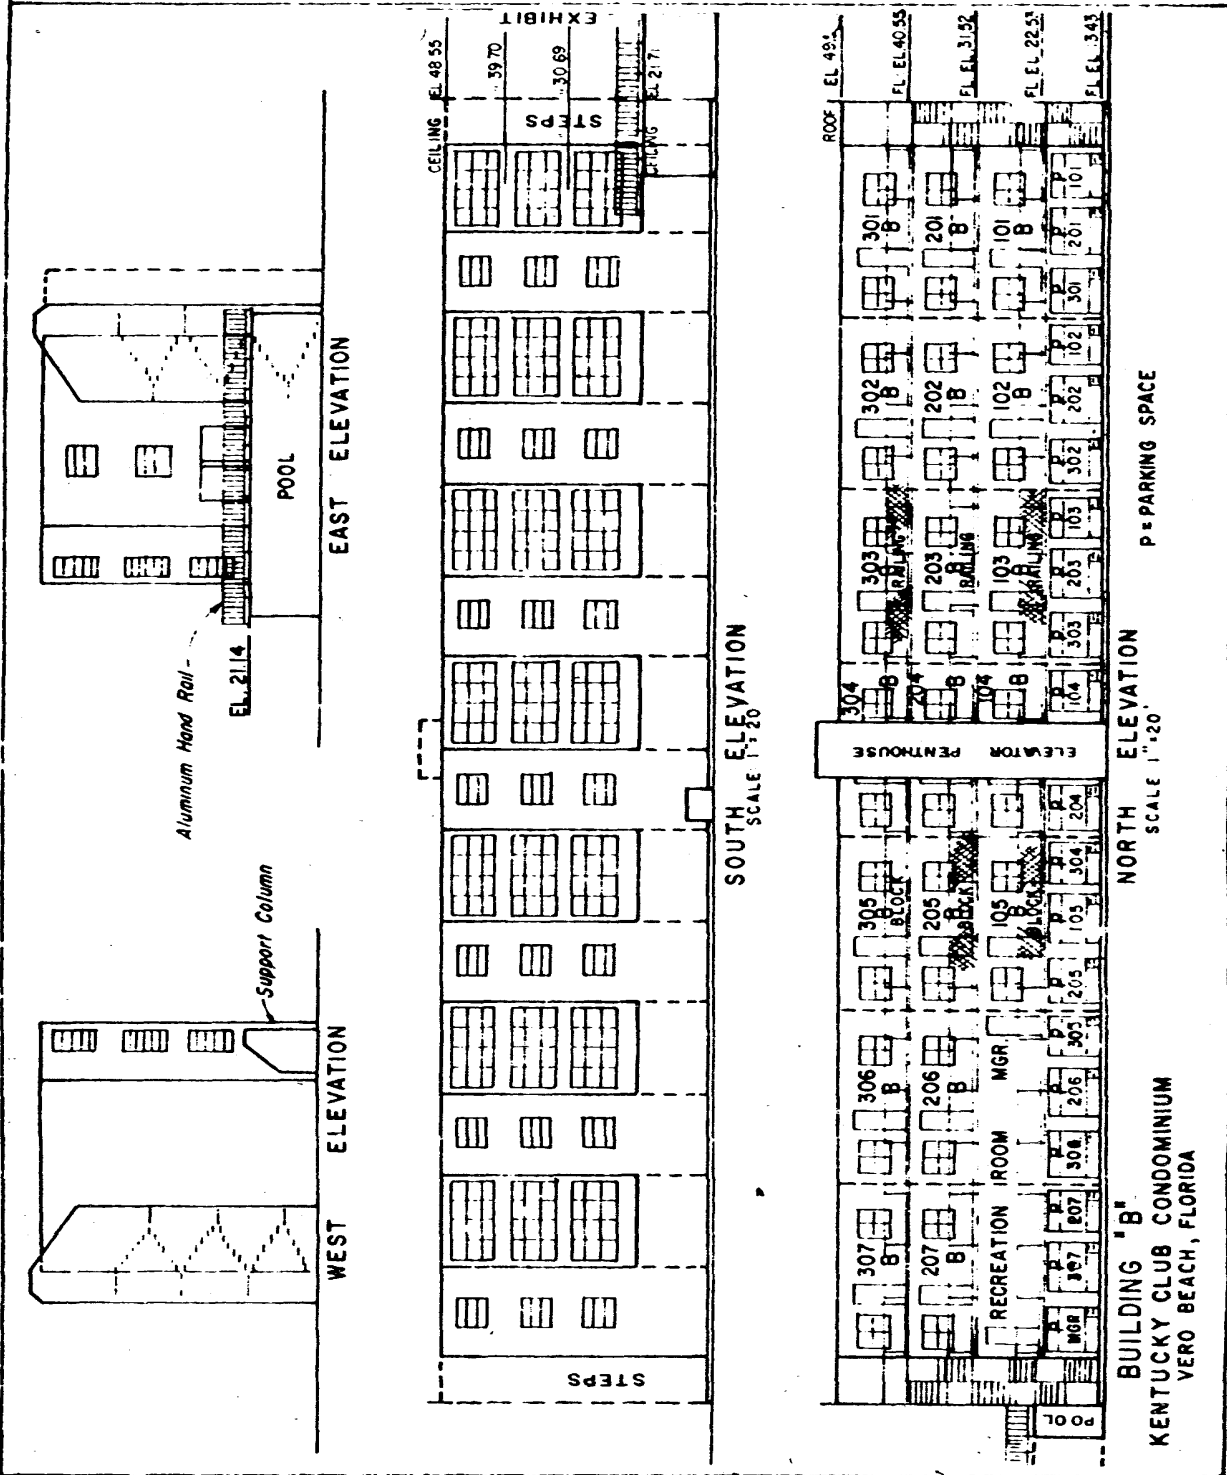 EXHIBIT
Aluminum Hand Rail
EL. 21.14
POOL
EAST ELEVATION
Support Column
WEST ELEVATION
CEILING EL 48 55
39 70
30 69
EL 21.71
CEILING
STEPS
STEPS
SOUTH ELEVATION
SCALE 1"=20'
ROOF
FL EL 40.55
FL EL 31.52
FL EL 22.53
FL EL 13.43
307 B 306 B 305 B BLOCK 304 B 303 B RAILING 302 B 301 B
207 B 206 B 205 B BLOCK 204 B 203 B RAILING 202 B 201 B
RECREATION ROOM MGR. 105 B BLOCK 104 B 103 B RAILING 102 B 101 B
ELEVATOR PENTHOUSE
P P P P P P P P P P P P P P P P P P P
MGR 307 207 306 206 305 205 105 304 204 104 303 203 103 302 202 102 301 201 101
POOL
NORTH ELEVATION
SCALE 1"=20'
P = PARKING SPACE
BUILDING "B"
KENTUCKY CLUB CONDOMINIUM
VERO BEACH, FLORIDA